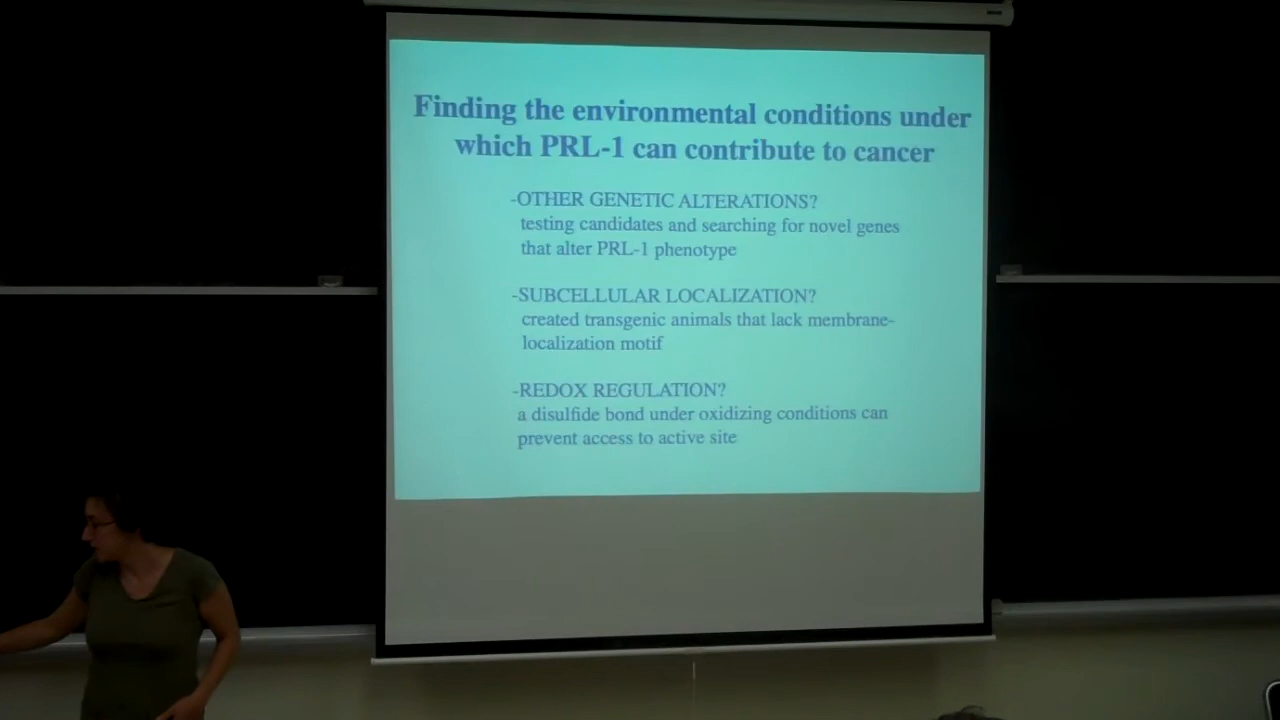 Finding the environmental conditions under
which PRL-1 can contribute to cancer
-OTHER GENETIC ALTERATIONS?
testing candidates and searching for novel genes
that alter PRL-1 phenotype
-SUBCELLULAR LOCALIZATION?
created transgenic animals that lack membrane-
localization motif
-REDOX REGULATION?
a disulfide bond under oxidizing conditions can
prevent access to active site